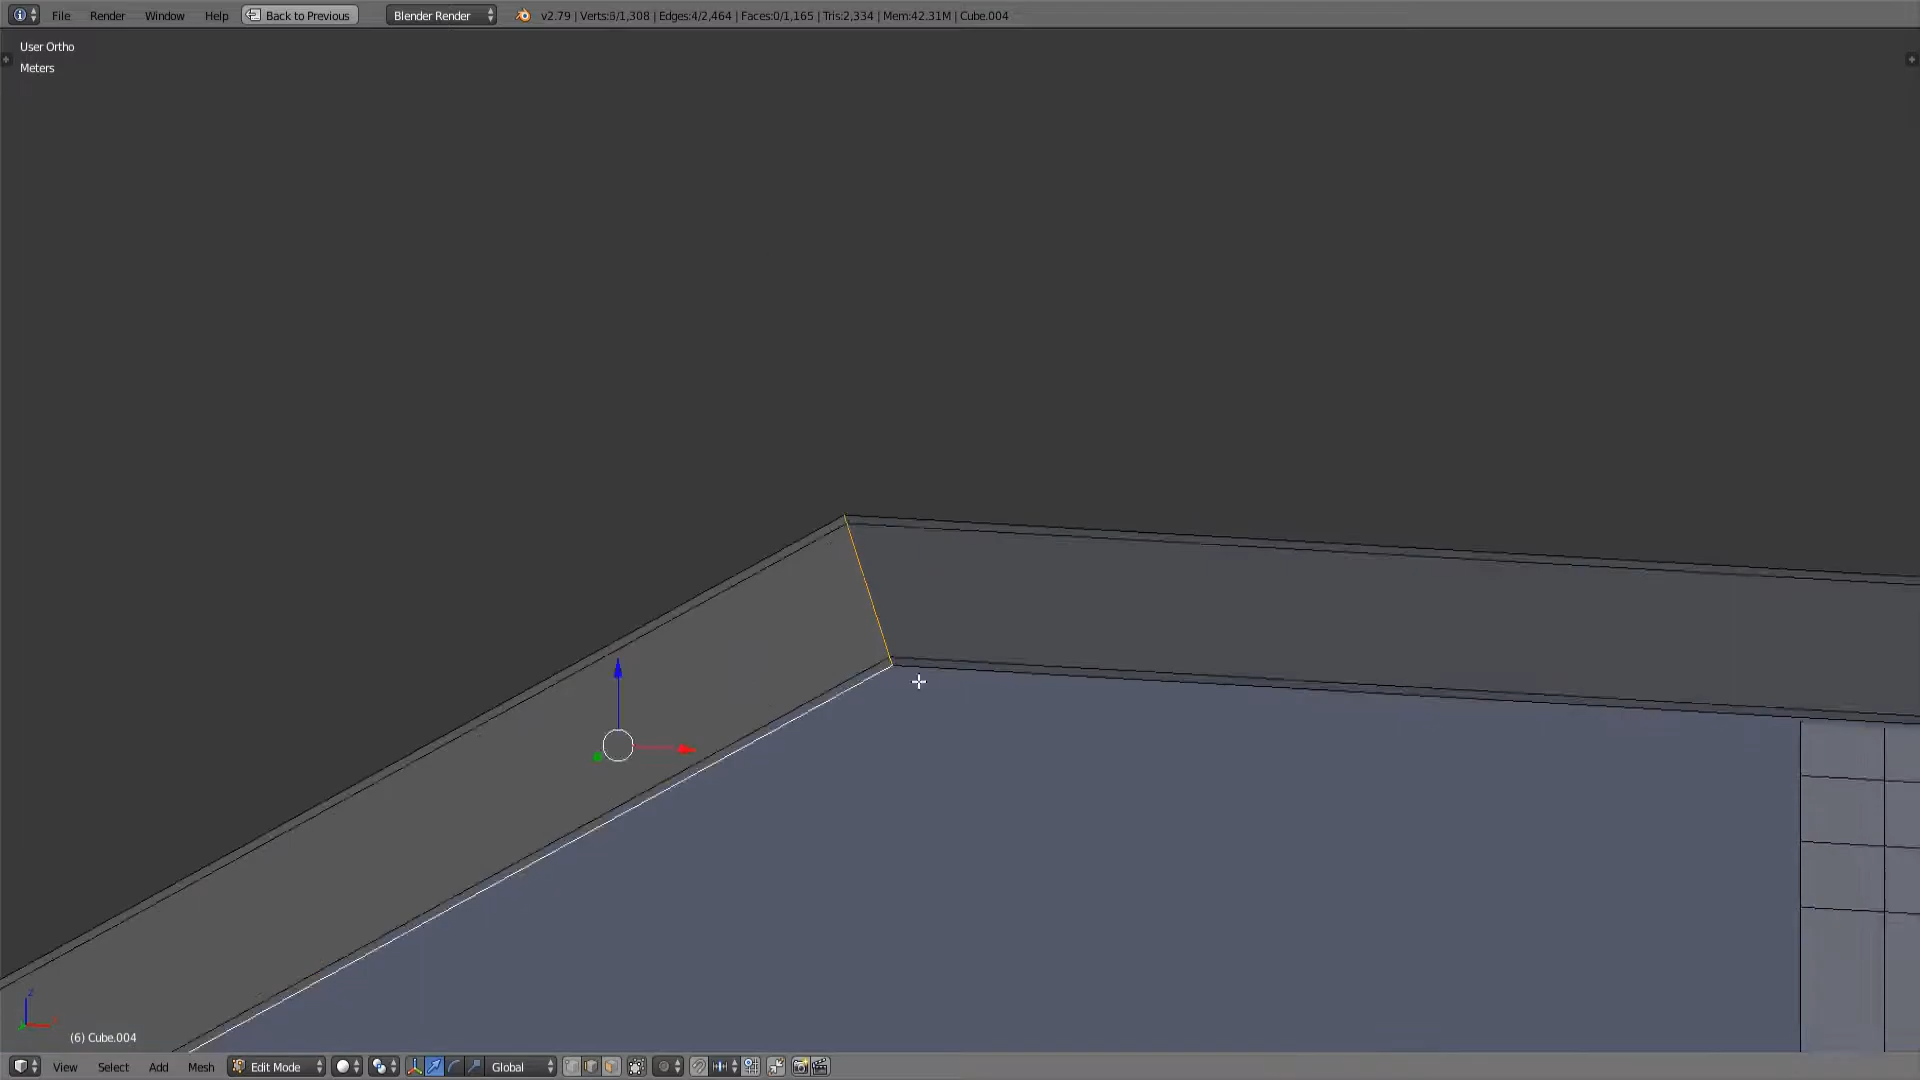 File Render Window Help Back to Previous Blender Render v2.79 | Verts:6/1,308 | Edges:4/2,464 | Faces:0/1,165 | Tris:2,334 | Mem:42.31M | Cube.004
User Ortho
Meters
z
(6) Cube.004
View Select Add Mesh Edit Mode Global